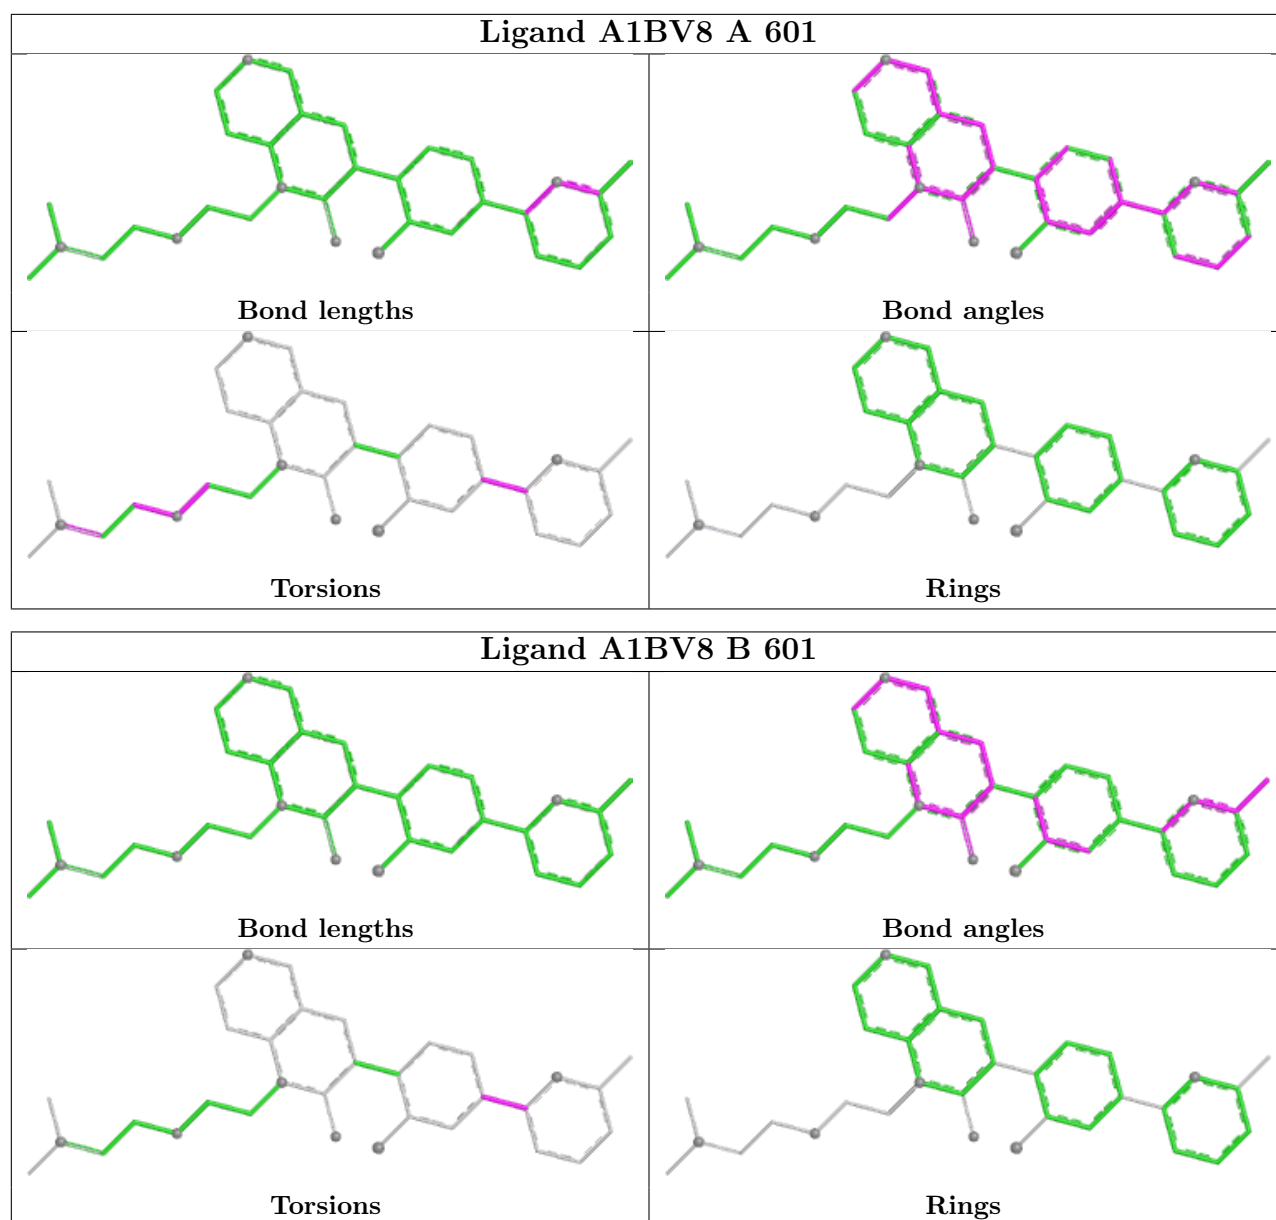 Ligand A1BV8 A 601
Bond lengths
Bond angles
Torsions
Rings
Ligand A1BV8 B 601
Bond lengths
Bond angles
Torsions
Rings